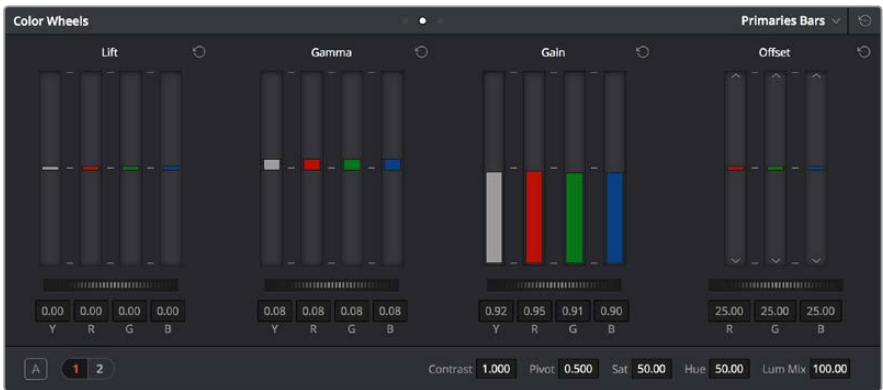 Color Wheels Primaries Bars
Lift Gamma Gain Offset
0.00 0.00 0.00 0.00 0.08 0.08 0.08 0.08 0.92 0.95 0.91 0.90 25.00 25.00 25.00
Y R G B Y R G B Y R G B R G B
A 1 2 Contrast 1.000 Pivot 0.500 Sat 50.00 Hue 50.00 Lum Mix 100.00